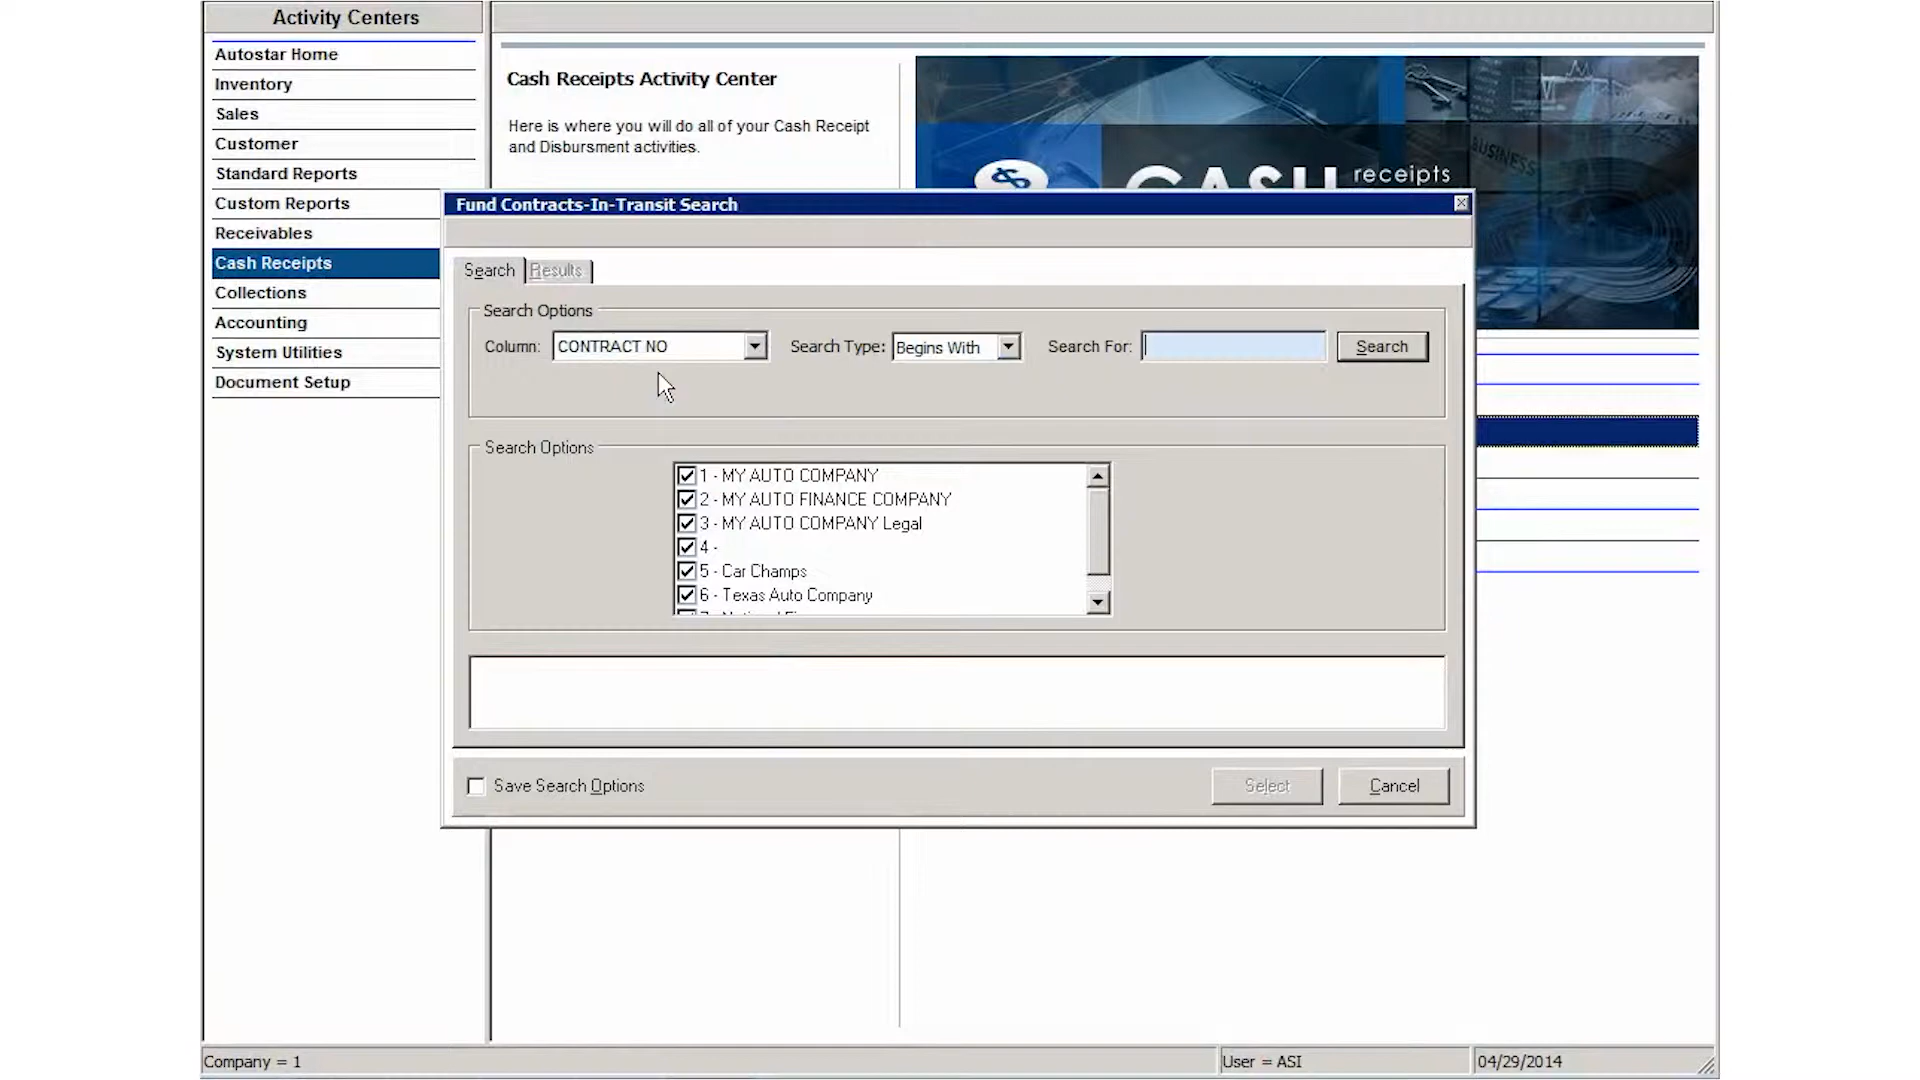 Activity Centers
Autostar Home
Inventory
Sales
Customer
Standard Reports
Custom Reports
Receivables
Cash Receipts
Collections
Accounting
System Utilities
Document Setup
Cash Receipts Activity Center
Here is where you will do all of your Cash Receipt
and Disbursment activities.
BUSINESS
CASH receipts
Fund Contracts-In-Transit Search
Search Results
Search Options
Column: CONTRACT NO Search Type: Begins With Search For: Search
Search Options
1 - MY AUTO COMPANY
2 - MY AUTO FINANCE COMPANY
3 - MY AUTO COMPANY Legal
4 -
5 - Car Champs
6 - Texas Auto Company
Save Search Options Select Cancel
Company = 1 User = ASI 04/29/2014